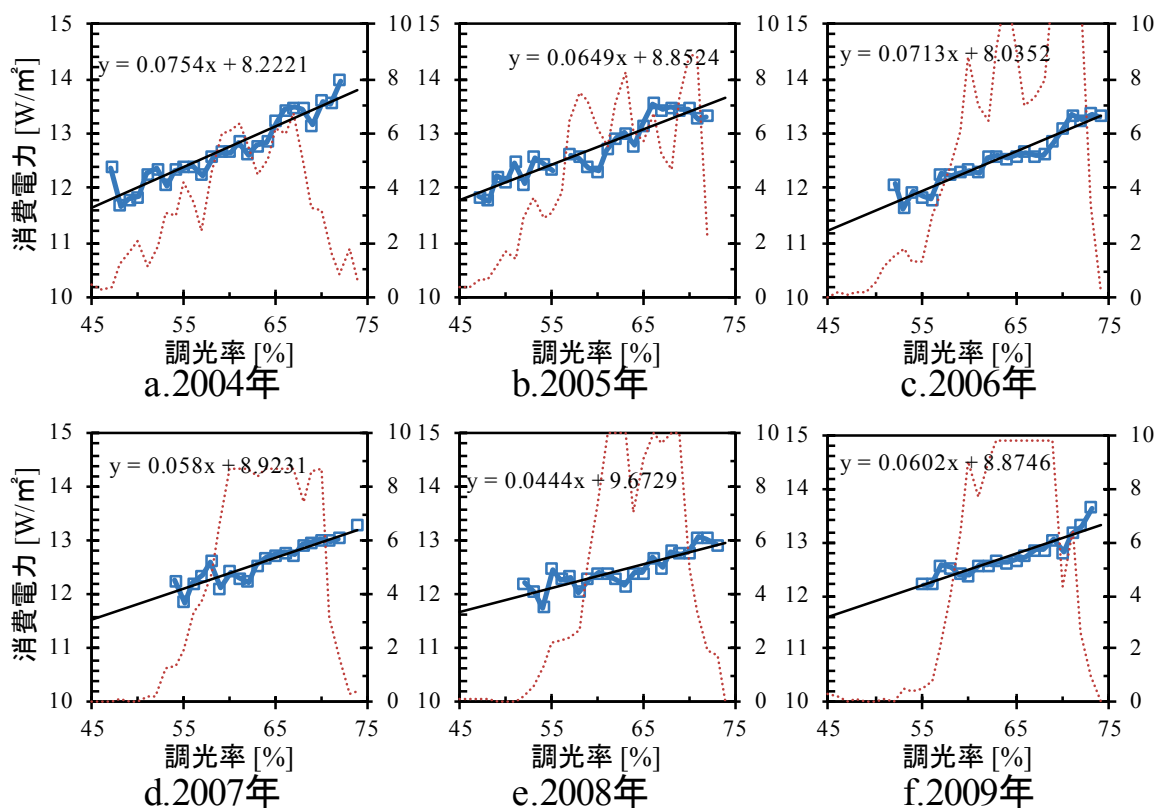 消費電力 [W/㎡]
15 14 13 12 11 10
y = 0.0754x + 8.2221
10 8 6 4 2 0
45 55 65 75
調光率 [%]
a.2004年
15 14 13 12 11 10
y = 0.0649x + 8.8524
10 8 6 4 2 0
45 55 65 75
調光率 [%]
b.2005年
15 14 13 12 11 10
y = 0.0713x + 8.0352
10 8 6 4 2 0
45 55 65 75
調光率 [%]
c.2006年
消費電力 [W/㎡]
15 14 13 12 11 10
y = 0.058x + 8.9231
10 8 6 4 2 0
45 55 65 75
調光率 [%]
d.2007年
15 14 13 12 11 10
y = 0.0444x + 9.6729
10 8 6 4 2 0
45 55 65 75
調光率 [%]
e.2008年
15 14 13 12 11 10
y = 0.0602x + 8.8746
10 8 6 4 2 0
45 55 65 75
調光率 [%]
f.2009年